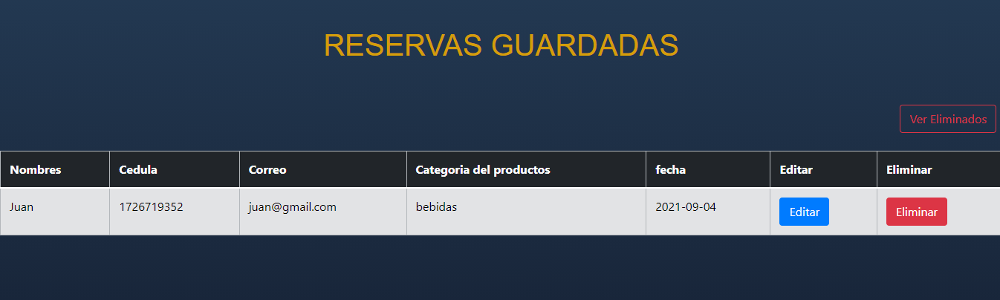 RESERVAS GUARDADAS
Ver Eliminados
Nombres Cedula Correo Categoria del productos fecha Editar Eliminar
Juan 1726719352 juan@gmail.com bebidas 2021-09-04 Editar Eliminar